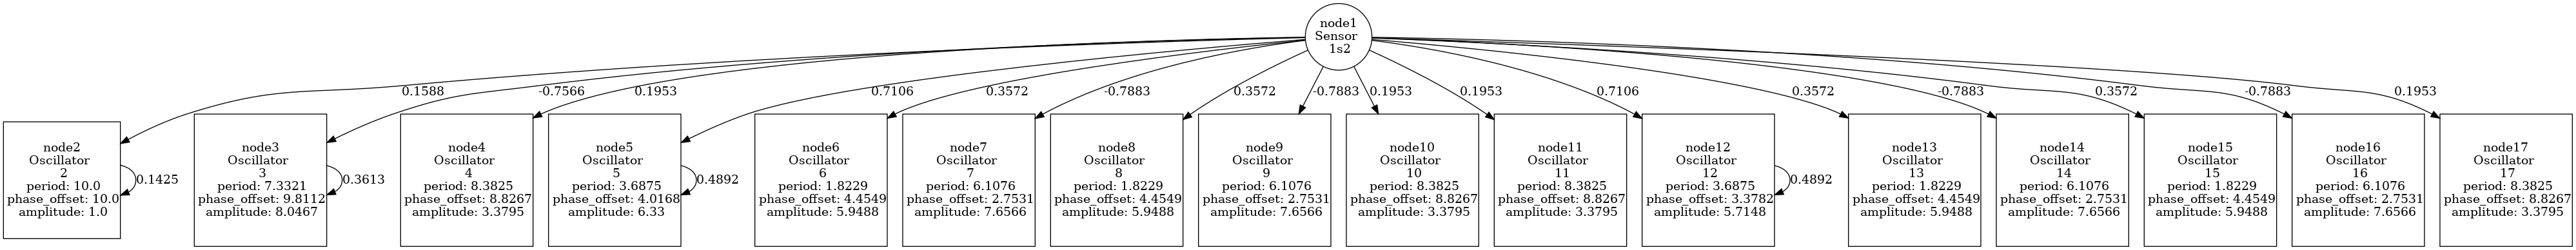 node1
Sensor
1s2
0.1588
-0.7566
0.1953
0.7106
0.3572
-0.7883
0.3572
-0.7883
0.1953
0.1953
0.7106
0.3572
-0.7883
0.3572
-0.7883
0.1953
node2
Oscillator
2
period: 10.0
phase_offset: 10.0
amplitude: 1.0
0.1425
node3
Oscillator
3
period: 7.3321
phase_offset: 9.8112
amplitude: 8.0467
0.3613
node4
Oscillator
4
period: 8.3825
phase_offset: 8.8267
amplitude: 3.3795
node5
Oscillator
5
period: 3.6875
phase_offset: 4.0168
amplitude: 6.33
0.4892
node6
Oscillator
6
period: 1.8229
phase_offset: 4.4549
amplitude: 5.9488
node7
Oscillator
7
period: 6.1076
phase_offset: 2.7531
amplitude: 7.6566
node8
Oscillator
8
period: 1.8229
phase_offset: 4.4549
amplitude: 5.9488
node9
Oscillator
9
period: 6.1076
phase_offset: 2.7531
amplitude: 7.6566
node10
Oscillator
10
period: 8.3825
phase_offset: 8.8267
amplitude: 3.3795
node11
Oscillator
11
period: 8.3825
phase_offset: 8.8267
amplitude: 3.3795
node12
Oscillator
12
period: 3.6875
phase_offset: 3.3782
amplitude: 5.7148
0.4892
node13
Oscillator
13
period: 1.8229
phase_offset: 4.4549
amplitude: 5.9488
node14
Oscillator
14
period: 6.1076
phase_offset: 2.7531
amplitude: 7.6566
node15
Oscillator
15
period: 1.8229
phase_offset: 4.4549
amplitude: 5.9488
node16
Oscillator
16
period: 6.1076
phase_offset: 2.7531
amplitude: 7.6566
node17
Oscillator
17
period: 8.3825
phase_offset: 8.8267
amplitude: 3.3795